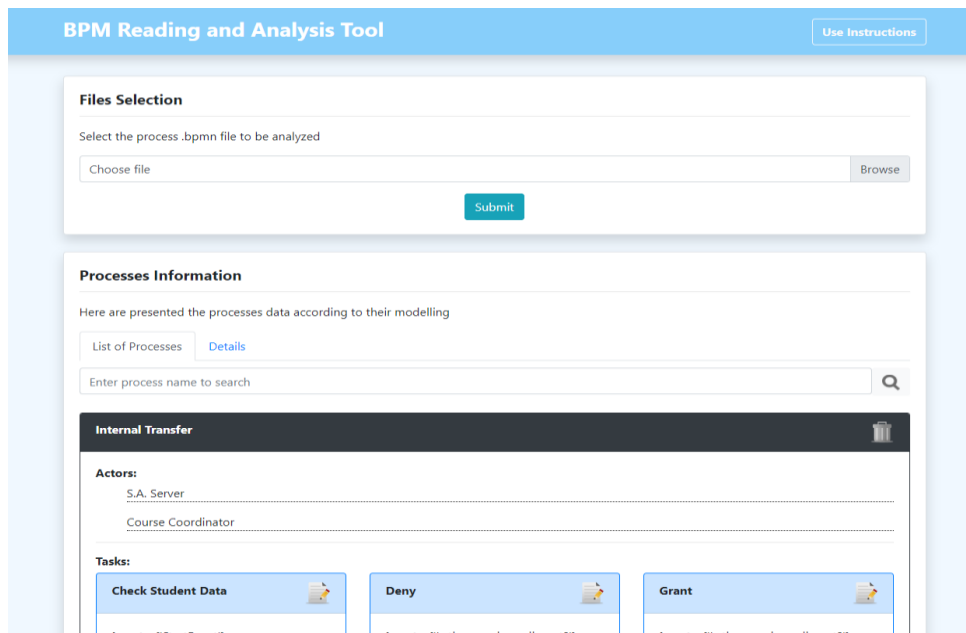 BPM Reading and Analysis Tool
Use Instructions
Files Selection
Select the process .bpmn file to be analyzed
Choose file
Browse
Submit
Processes Information
Here are presented the processes data according to their modelling
List of Processes
Details
Enter process name to search
Internal Transfer
Actors:
S.A. Server
Course Coordinator
Tasks:
Check Student Data
Deny
Grant